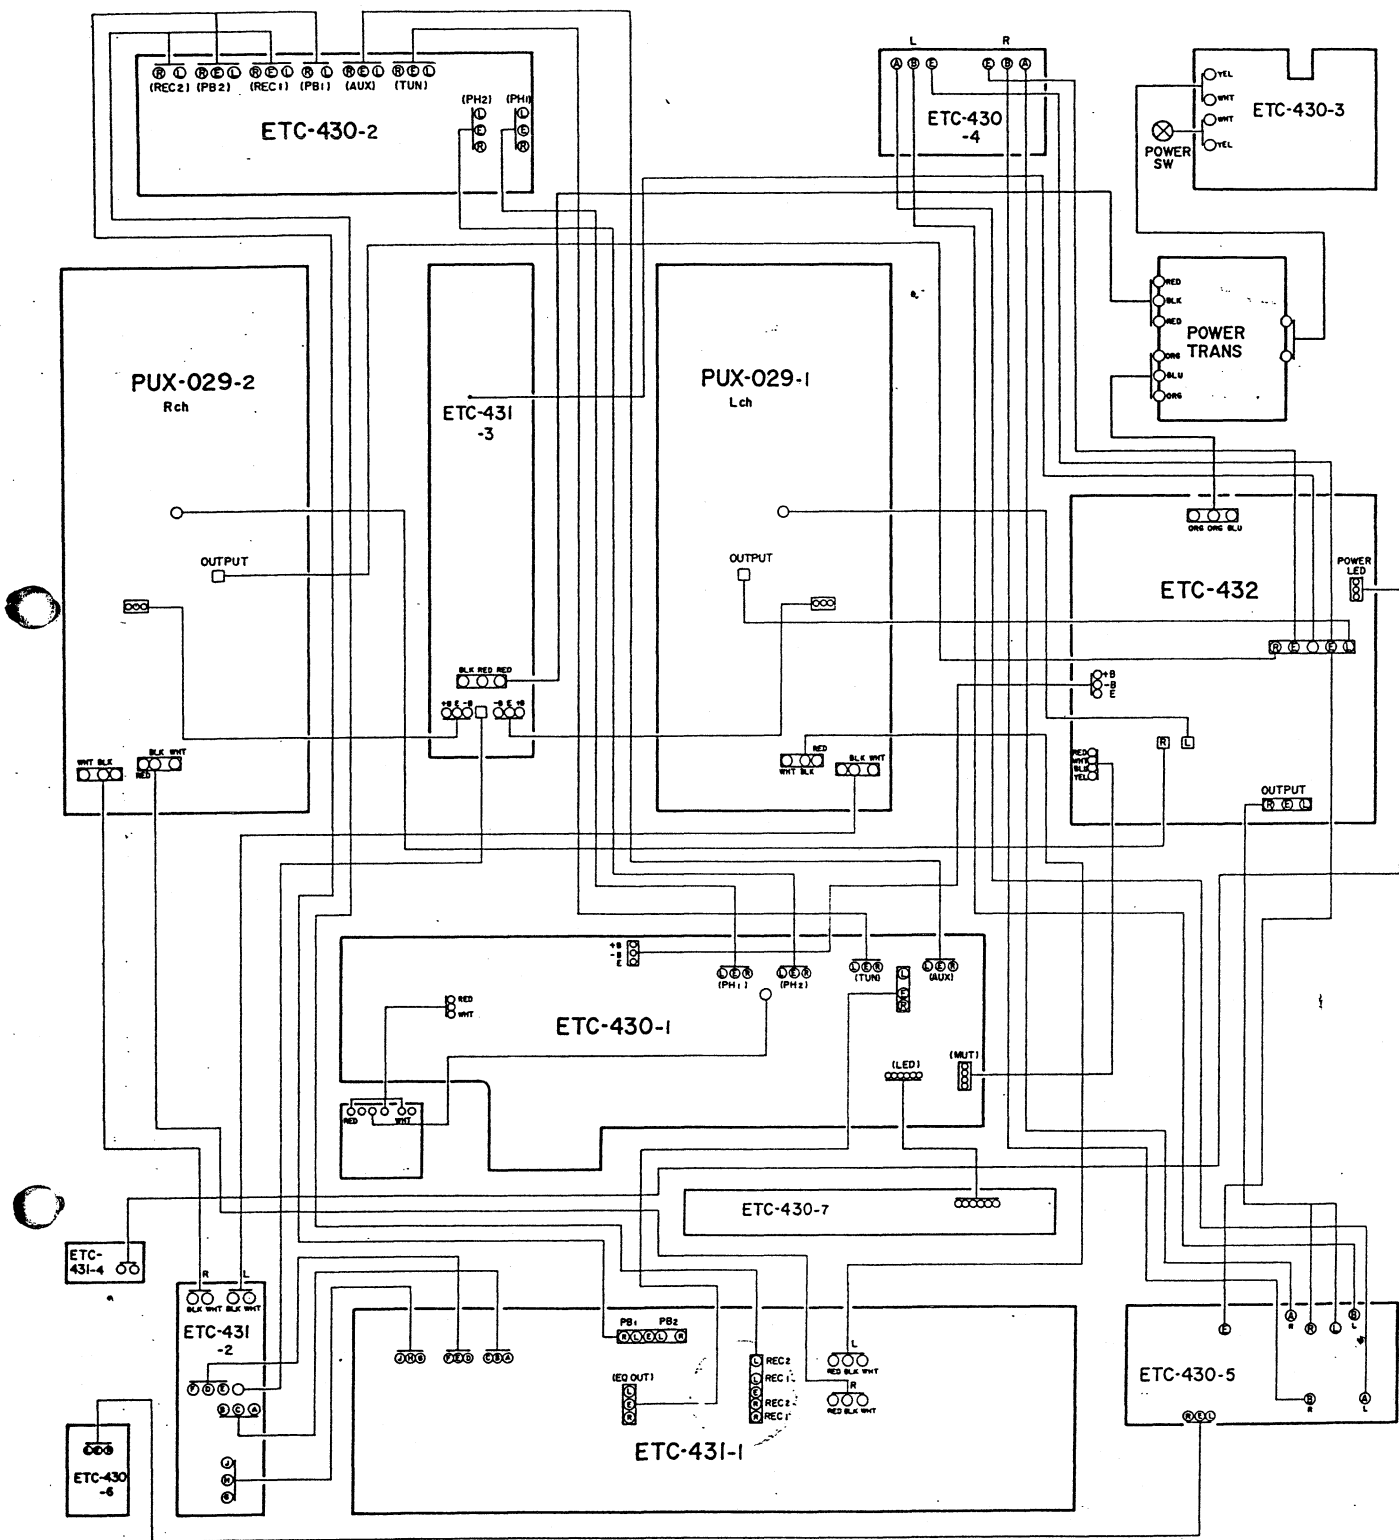 R L R E L R E L R L R E L R E L
(REC2) (PB2) (REC1) (PB1) (AUX) (TUN)
(PH2) (PH1)
L L
E E
R R
ETC-430-2
L R
A B E E B A
ETC-430
-4
YEL
WHT
WHT
YEL
ETC-430-3
POWER
SW
RED
BLK
RED
ORG
BLU
ORG
POWER
TRANS
PUX-029-2
Rch
OUTPUT
WHT BLK
BLK WHT
RED
ETC-431
-3
BLK RED RED
+B E -B -B E +B
PUX-029-1
Lch
OUTPUT
RED
WHT BLK
BLK WHT
ORG ORG BLU
POWER
LED
ETC-432
R E E L
+B
-B
E
R L
RED
WHT
BLU
YEL
OUTPUT
R E L
+B
-B
E
L E R
(PH1)
L E R
(PH2)
L E R
(TUN)
L E R
(AUX)
L
E
R
RED
WHT
ETC-430-1
(LED)
(MUT)
RED WHT
ETC-430-7
ETC-
431-4
R L
BLK WHT BLK WHT
ETC-431
-2
F D E
B C A
J
H
G
ETC-430
-6
J H G F E D C B A
PB1 PB2
R L E L R
(EQ OUT)
L
E
R
L REC2
L REC1
E
R REC2
R REC1
L
RED BLK WHT
R
RED BLK WHT
ETC-431-1
E A R L B
R L
ETC-430-5
B A
R L
R E L